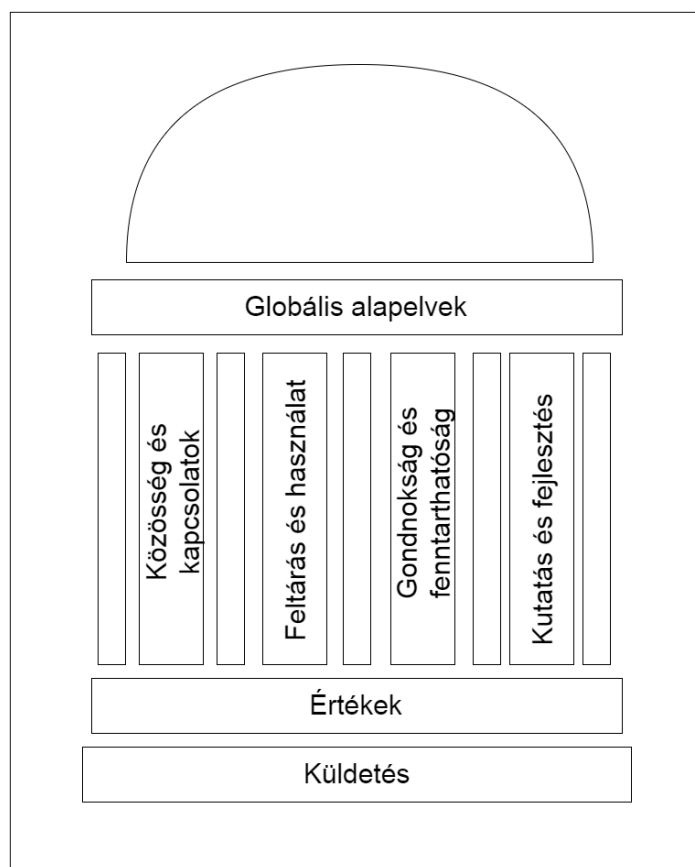 Globális alapelvek
Közösség és
kapcsolatok
Feltárás és használat
Gondnokság és
fenntarthatóság
Kutatás és fejlesztés
Értékek
Küldetés